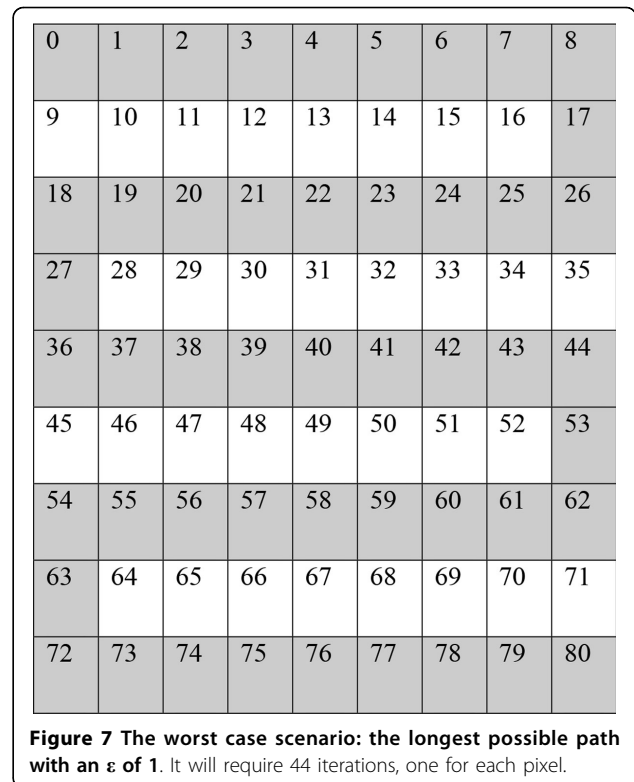 0 1 2 3 4 5 6 7 8
9 10 11 12 13 14 15 16 17
18 19 20 21 22 23 24 25 26
27 28 29 30 31 32 33 34 35
36 37 38 39 40 41 42 43 44
45 46 47 48 49 50 51 52 53
54 55 56 57 58 59 60 61 62
63 64 65 66 67 68 69 70 71
72 73 74 75 76 77 78 79 80
Figure 7 The worst case scenario: the longest possible path
with an ε of 1. It will require 44 iterations, one for each pixel.